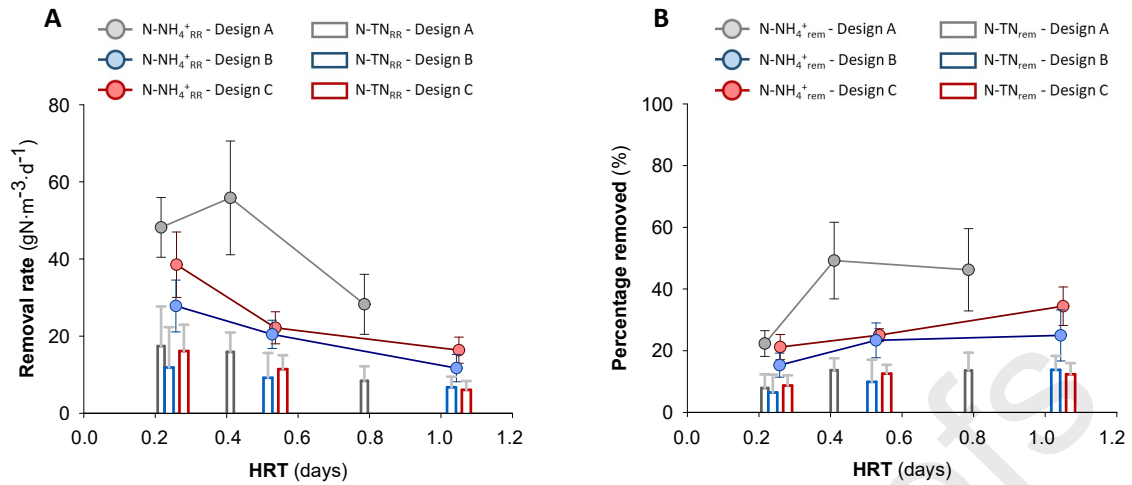 A
N-NH4+RR - Design A
N-TNRR - Design A
N-NH4+RR - Design B
N-TNRR - Design B
N-NH4+RR - Design C
N-TNRR - Design C
Removal rate (gN·m-3·d-1)
80
60
40
20
0
0.0 0.2 0.4 0.6 0.8 1.0 1.2
HRT (days)
B
N-NH4+rem - Design A
N-TNrem - Design A
N-NH4+rem - Design B
N-TNrem - Design B
N-NH4+rem - Design C
N-TNrem - Design C
Percentage removed (%)
100
80
60
40
20
0
0.0 0.2 0.4 0.6 0.8 1.0 1.2
HRT (days)